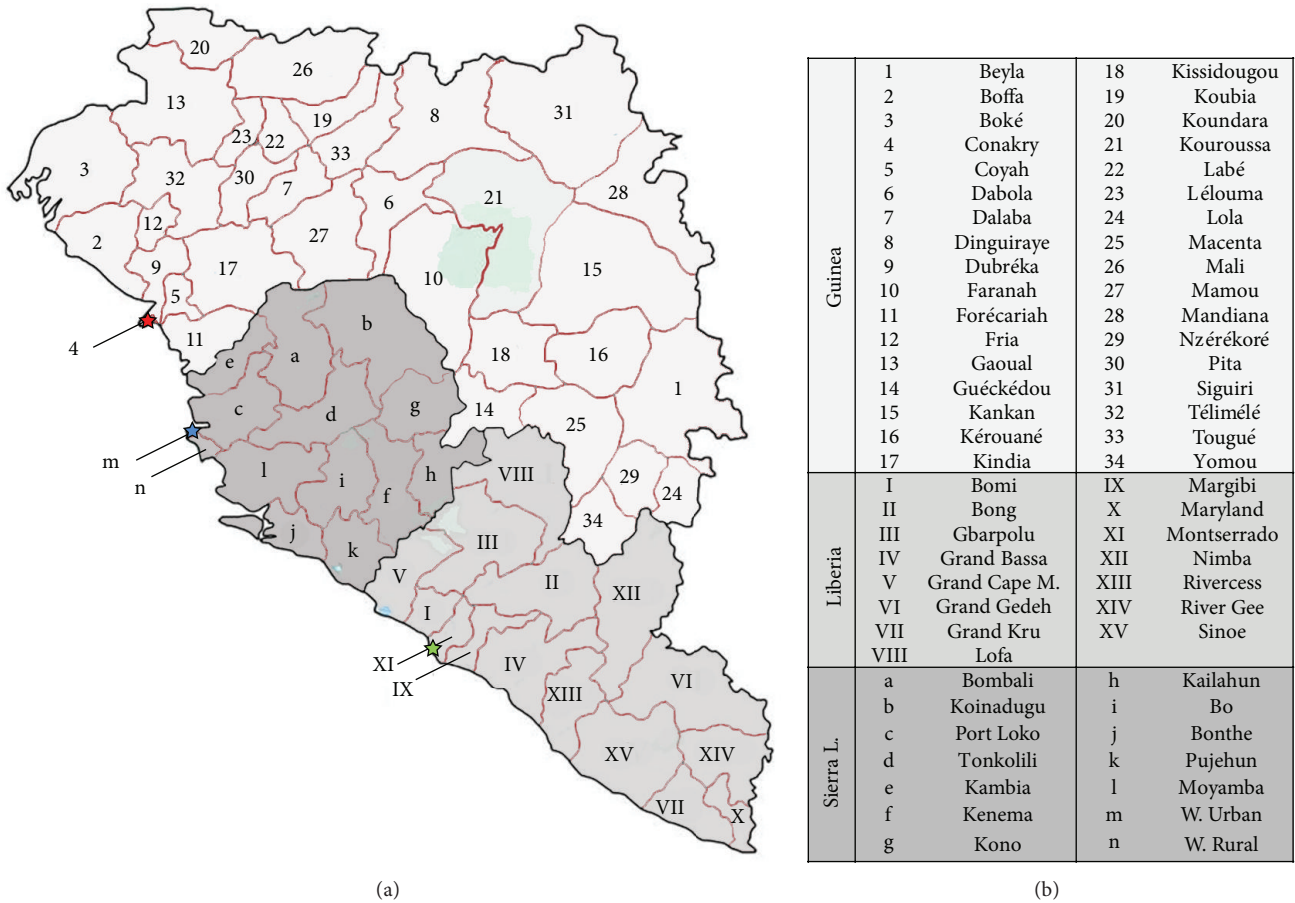 20
26
13
19
8
31
23
22
33
3
32
30
7
6
21
28
12
2
27
9
17
10
15
5
4
11
b
18
16
e
a
1
c
d
g
14
25
m
n
l
i
h
VIII
29
24
f
j
k
34
III
V
II
XII
I
XI
IX
IV
VI
XIII
XV
XIV
VII
X
(a)
Guinea
1 Beyla 18 Kissidougou
2 Boffa 19 Koubia
3 Boké 20 Koundara
4 Conakry 21 Kouroussa
5 Coyah 22 Labé
6 Dabola 23 Lélouma
7 Dalaba 24 Lola
8 Dinguiraye 25 Macenta
9 Dubréka 26 Mali
10 Faranah 27 Mamou
11 Forécariah 28 Mandiana
12 Fria 29 Nzérékoré
13 Gaoual 30 Pita
14 Guéckédou 31 Siguiri
15 Kankan 32 Télimélé
16 Kérouané 33 Tougué
17 Kindia 34 Yomou
Liberia
I Bomi IX Margibi
II Bong X Maryland
III Gbarpolu XI Montserrado
IV Grand Bassa XII Nimba
V Grand Cape M. XIII Rivercess
VI Grand Gedeh XIV River Gee
VII Grand Kru XV Sinoe
VIII Lofa
Sierra L.
a Bombali h Kailahun
b Koinadugu i Bo
c Port Loko j Bonthe
d Tonkolili k Pujehun
e Kambia l Moyamba
f Kenema m W. Urban
g Kono n W. Rural
(b)